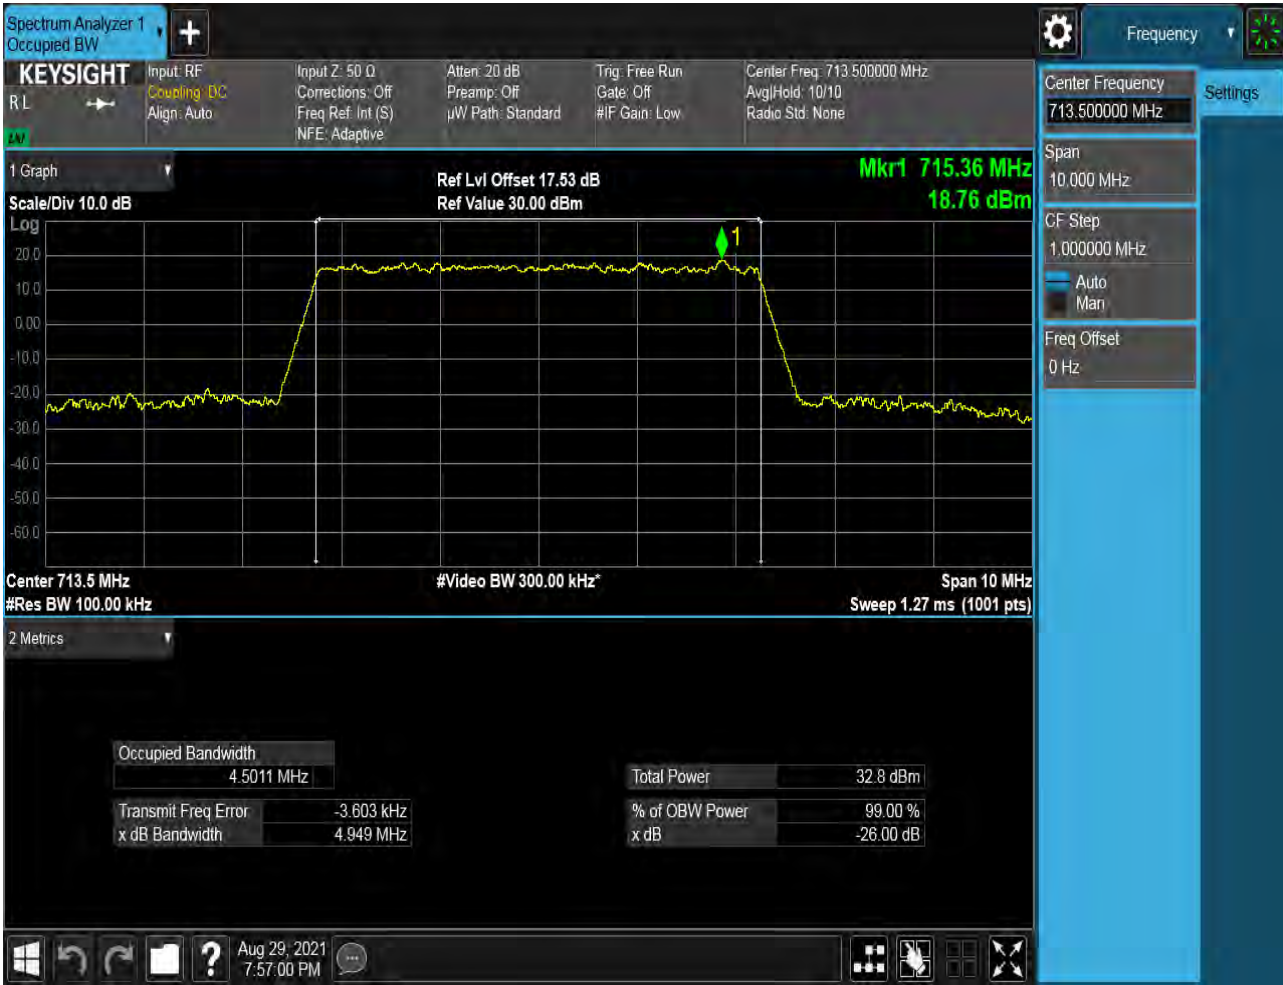 Spectrum Analyzer 1
Occupied BW
+
Frequency
KEYSIGHT
RL
LXI
Input: RF
Coupling: DC
Align: Auto
Input Z: 50 Ω
Corrections: Off
Freq Ref: Int (S)
NFE: Adaptive
Atten: 20 dB
Preamp: Off
µW Path: Standard
Trig: Free Run
Gate: Off
#IF Gain: Low
Center Freq: 713.500000 MHz
Avg|Hold: 10/10
Radio Std: None
Center Frequency
713.500000 MHz
Settings
Span
10.000 MHz
CF Step
1.000000 MHz
Auto
Man
Freq Offset
0 Hz
1 Graph
Scale/Div 10.0 dB
Log
Ref Lvl Offset 17.53 dB
Ref Value 30.00 dBm
Mkr1 715.36 MHz
18.76 dBm
1
20.0
10.0
0.00
-10.0
-20.0
-30.0
-40.0
-50.0
-60.0
Center 713.5 MHz
#Res BW 100.00 kHz
#Video BW 300.00 kHz*
Span 10 MHz
Sweep 1.27 ms (1001 pts)
2 Metrics
Occupied Bandwidth
4.5011 MHz
Transmit Freq Error -3.603 kHz
x dB Bandwidth 4.949 MHz
Total Power 32.8 dBm
% of OBW Power 99.00 %
x dB -26.00 dB
?
Aug 29, 2021
7:57:00 PM